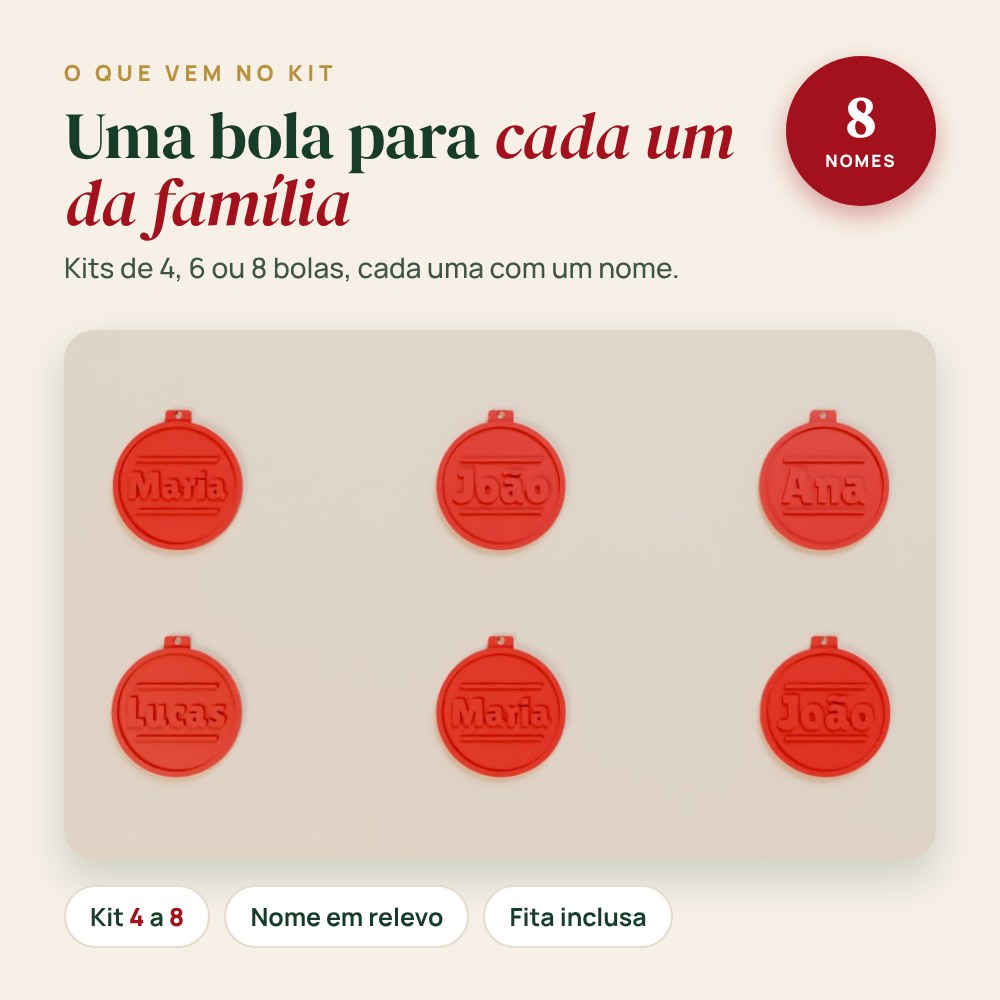 O QUE VEM NO KIT
Uma bola para cada um
da família
Kits de 4, 6 ou 8 bolas, cada uma com um nome.
8
NOMES
Maria
João
Ana
Lucas
Maria
João
Kit 4 a 8
Nome em relevo
Fita inclusa